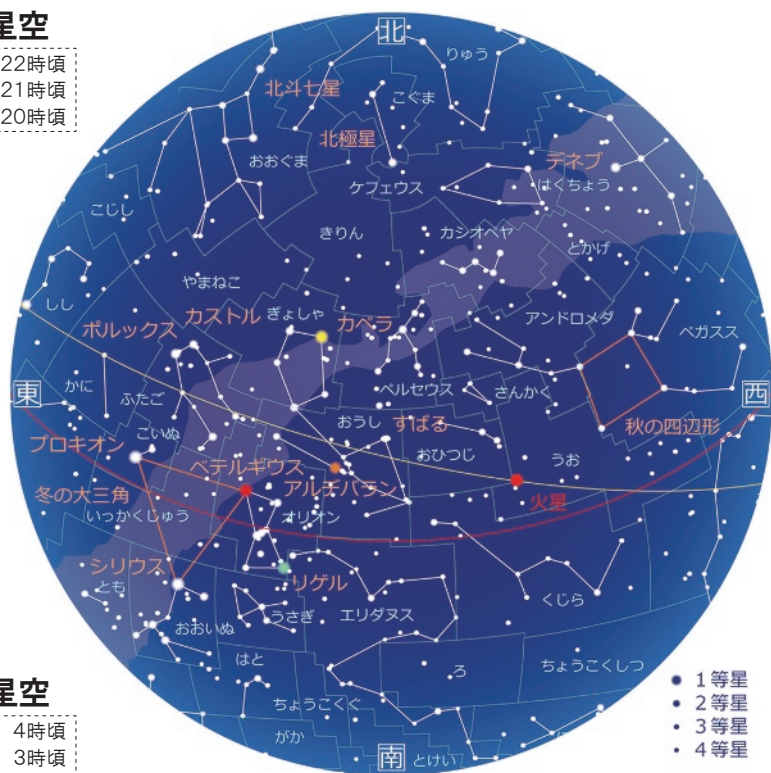 星空
22時頃
21時頃
20時頃
北
りゅう
北斗七星
こぐま
北極星
デネブ
おおぐま
ケフェウス
はくちょう
こじし
きりん
カシオペヤ
とかげ
やまねこ
しし
ぎょしゃ
アンドロメダ
ポルックス
カストル
カペラ
ペガスス
東
かに
ふたご
ペルセウス
さんかく
西
こいぬ
おうし
すばる
秋の四辺形
プロキオン
おひつじ
うお
ベテルギウス
アルデバラン
冬の大三角
火星
いっかくじゅう
オリオン
シリウス
リゲル
とも
うさぎ
エリダヌス
くじら
おおいぬ
はと
ろ
ちょうこくしつ
ちょうこくぐ
がか
南
とけい
1等星
2等星
3等星
4等星
星空
4時頃
3時頃